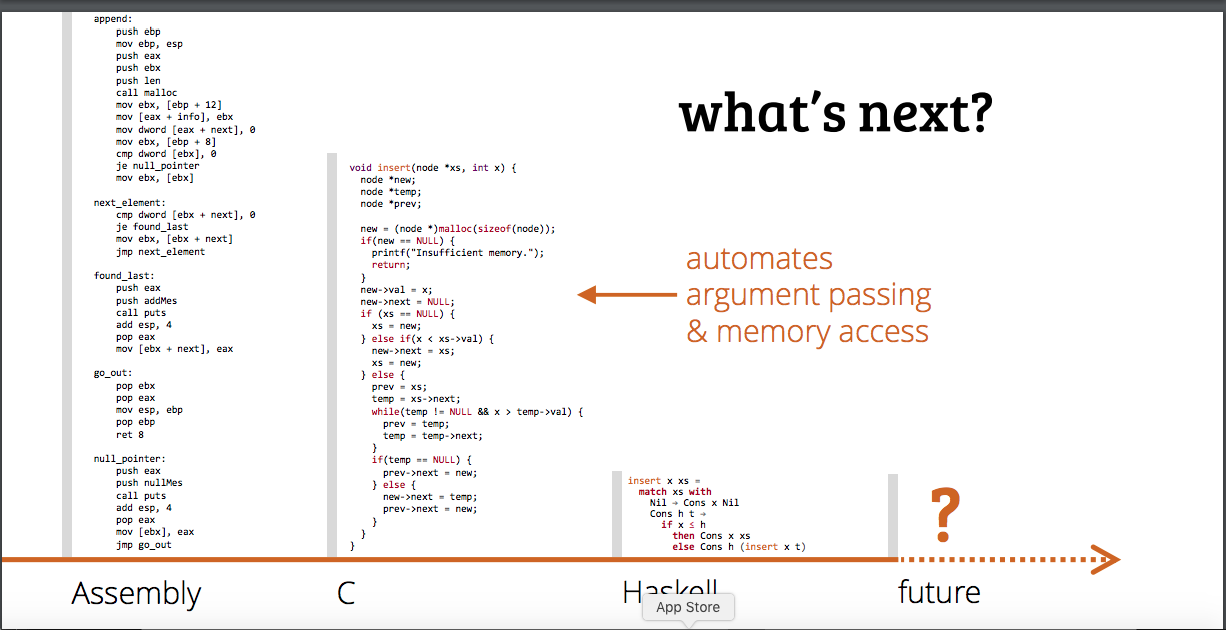 append:
push ebp
mov ebp, esp
push eax
push ebx
push len
call malloc
mov ebx, [ebp + 12]
mov [eax + info], ebx
mov dword [eax + next], 0
mov ebx, [ebp + 8]
cmp dword [ebx], 0
je null_pointer
mov ebx, [ebx]
next_element:
cmp dword [ebx + next], 0
je found_last
mov ebx, [ebx + next]
jmp next_element
found_last:
push eax
push addMes
call puts
add esp, 4
pop eax
mov [ebx + next], eax
go_out:
pop ebx
pop eax
mov esp, ebp
pop ebp
ret 8
null_pointer:
push eax
push nullMes
call puts
add esp, 4
pop eax
mov [ebx], eax
jmp go_out
void insert(node *xs, int x) {
node *new;
node *temp;
node *prev;
new = (node *)malloc(sizeof(node));
if(new == NULL) {
printf("Insufficient memory.");
return;
}
new->val = x;
new->next = NULL;
if (xs == NULL) {
xs = new;
} else if(x < xs->val) {
new->next = xs;
xs = new;
} else {
prev = xs;
temp = xs->next;
while(temp != NULL && x > temp->val) {
prev = temp;
temp = temp->next;
}
if(temp == NULL) {
prev->next = new;
} else {
new->next = temp;
prev->next = new;
}
}
}
what's next?
automates
argument passing
& memory access
insert x xs =
match xs with
Nil → Cons x Nil
Cons h t →
if x ≤ h
then Cons x xs
else Cons h (insert x t)
?
Assembly
C
Haskell
future
App Store